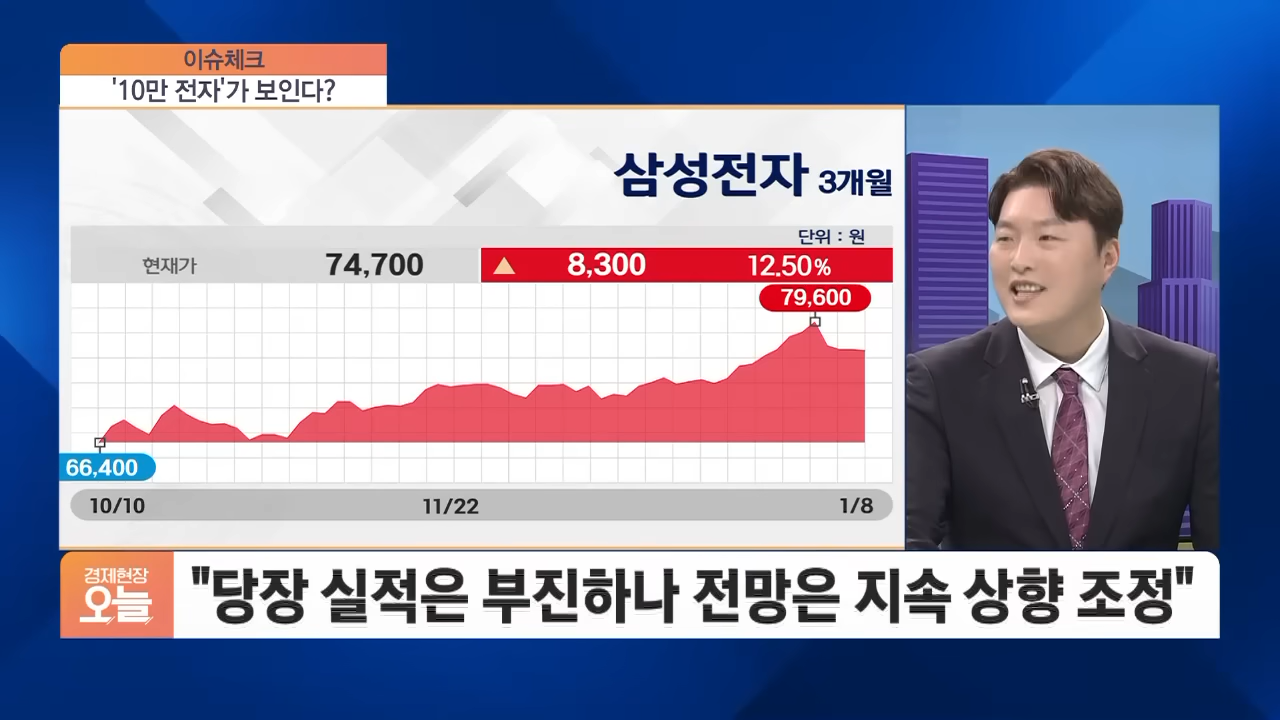 이슈체크
'10만 전자'가 보인다?
삼성전자 3개월
단위 : 원
현재가 74,700 ▲ 8,300 12.50%
79,600
66,400
10/10 11/22 1/8
경제현장
오늘
"당장 실적은 부진하나 전망은 지속 상향 조정"